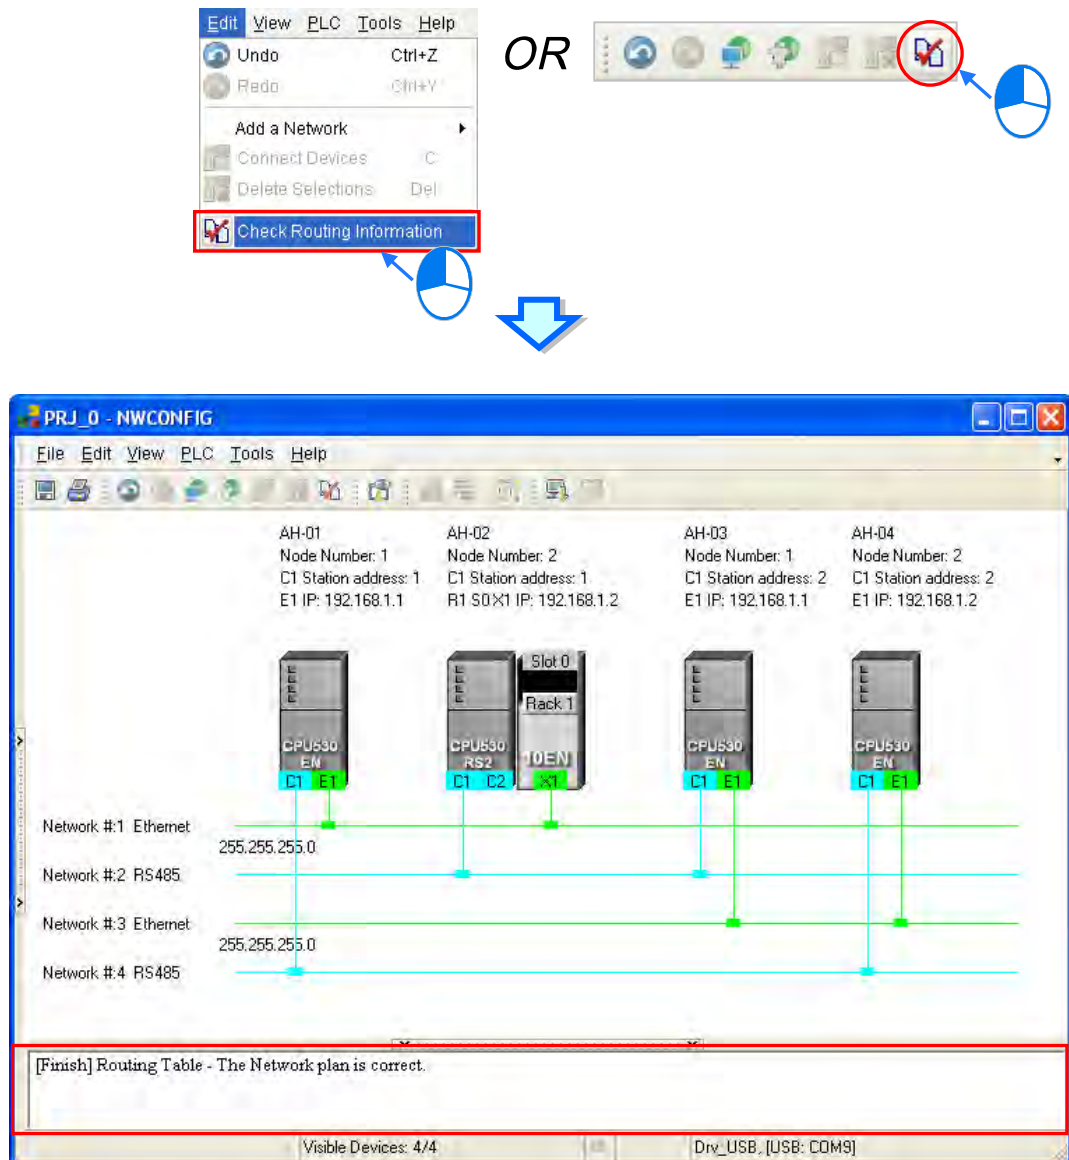 Edit View PLC Tools Help
Undo Ctrl+Z
Redo Ctrl+Y
Add a Network
Connect Devices C
Delete Selections Del
Check Routing Information
OR
PRJ_0 - NWCONFIG
File Edit View PLC Tools Help
AH-01 AH-02 AH-03 AH-04
Node Number: 1 Node Number: 2 Node Number: 1 Node Number: 2
C1 Station address: 1 C1 Station address: 1 C1 Station address: 2 C1 Station address: 2
E1 IP: 192.168.1.1 R1 S0X1 IP: 192.168.1.2 E1 IP: 192.168.1.1 E1 IP: 192.168.1.2
Slot 0
Rack 1
CPU530 CPU530 CPU530 CPU530
EN RS2 10EN EN EN
C1 E1 C1 C2 X1 C1 E1 C1 E1
Network #:1 Ethernet
255.255.255.0
Network #:2 RS485
Network #:3 Ethernet
255.255.255.0
Network #:4 RS485
[Finish] Routing Table - The Network plan is correct.
Visible Devices: 4/4 Drv_USB, [USB: COM9]